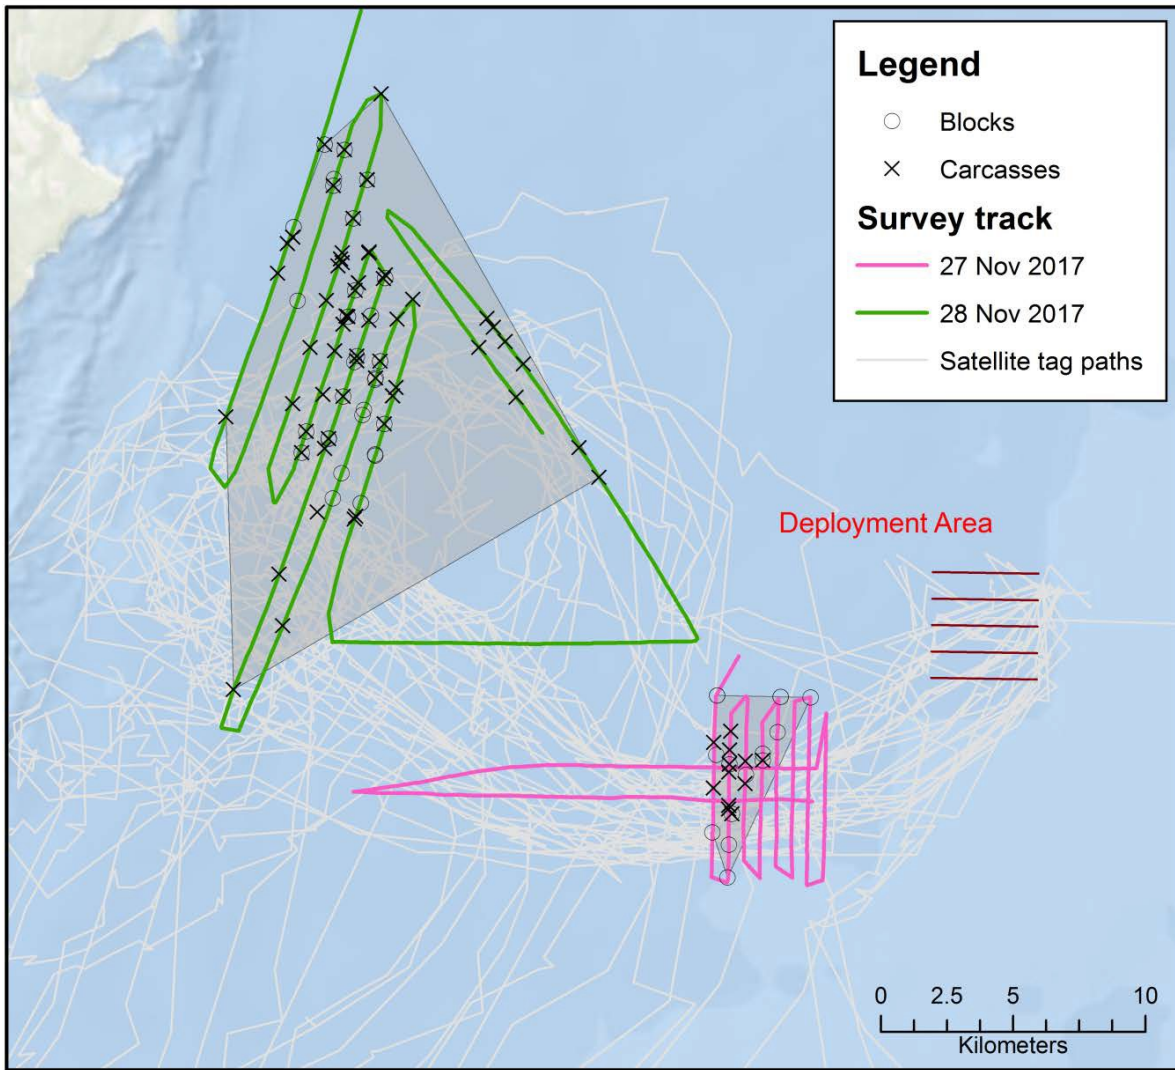 Legend
Blocks
Carcasses
Survey track
27 Nov 2017
28 Nov 2017
Satellite tag paths
Deployment Area
0 2.5 5 10
Kilometers